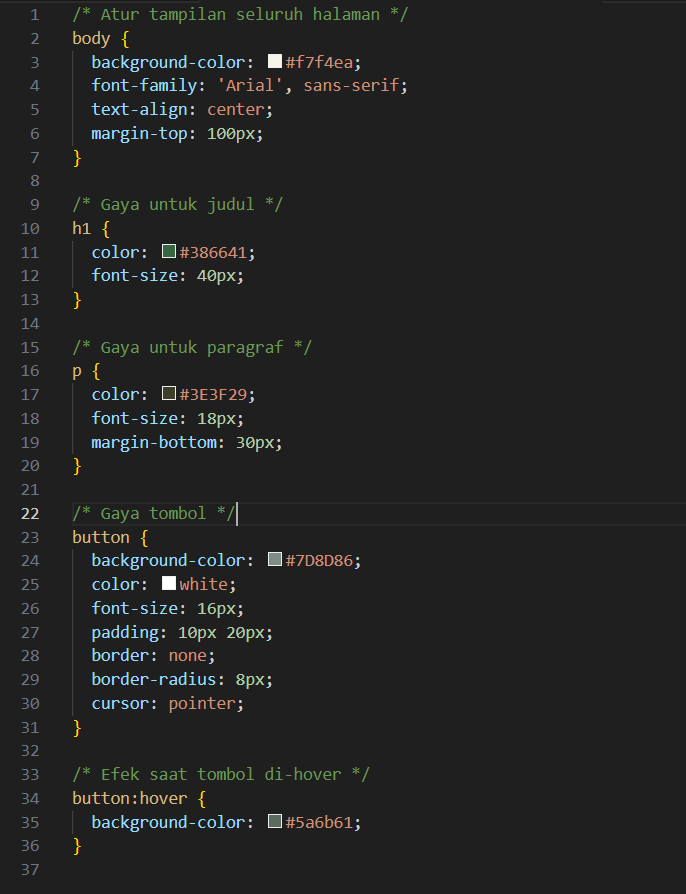 1 /* Atur tampilan seluruh halaman */
2 body {
3 background-color: #f7f4ea;
4 font-family: 'Arial', sans-serif;
5 text-align: center;
6 margin-top: 100px;
7 }
8
9 /* Gaya untuk judul */
10 h1 {
11 color: #386641;
12 font-size: 40px;
13 }
14
15 /* Gaya untuk paragraf */
16 p {
17 color: #3E3F29;
18 font-size: 18px;
19 margin-bottom: 30px;
20 }
21
22 /* Gaya tombol */
23 button {
24 background-color: #7D8D86;
25 color: white;
26 font-size: 16px;
27 padding: 10px 20px;
28 border: none;
29 border-radius: 8px;
30 cursor: pointer;
31 }
32
33 /* Efek saat tombol di-hover */
34 button:hover {
35 background-color: #5a6b61;
36 }
37